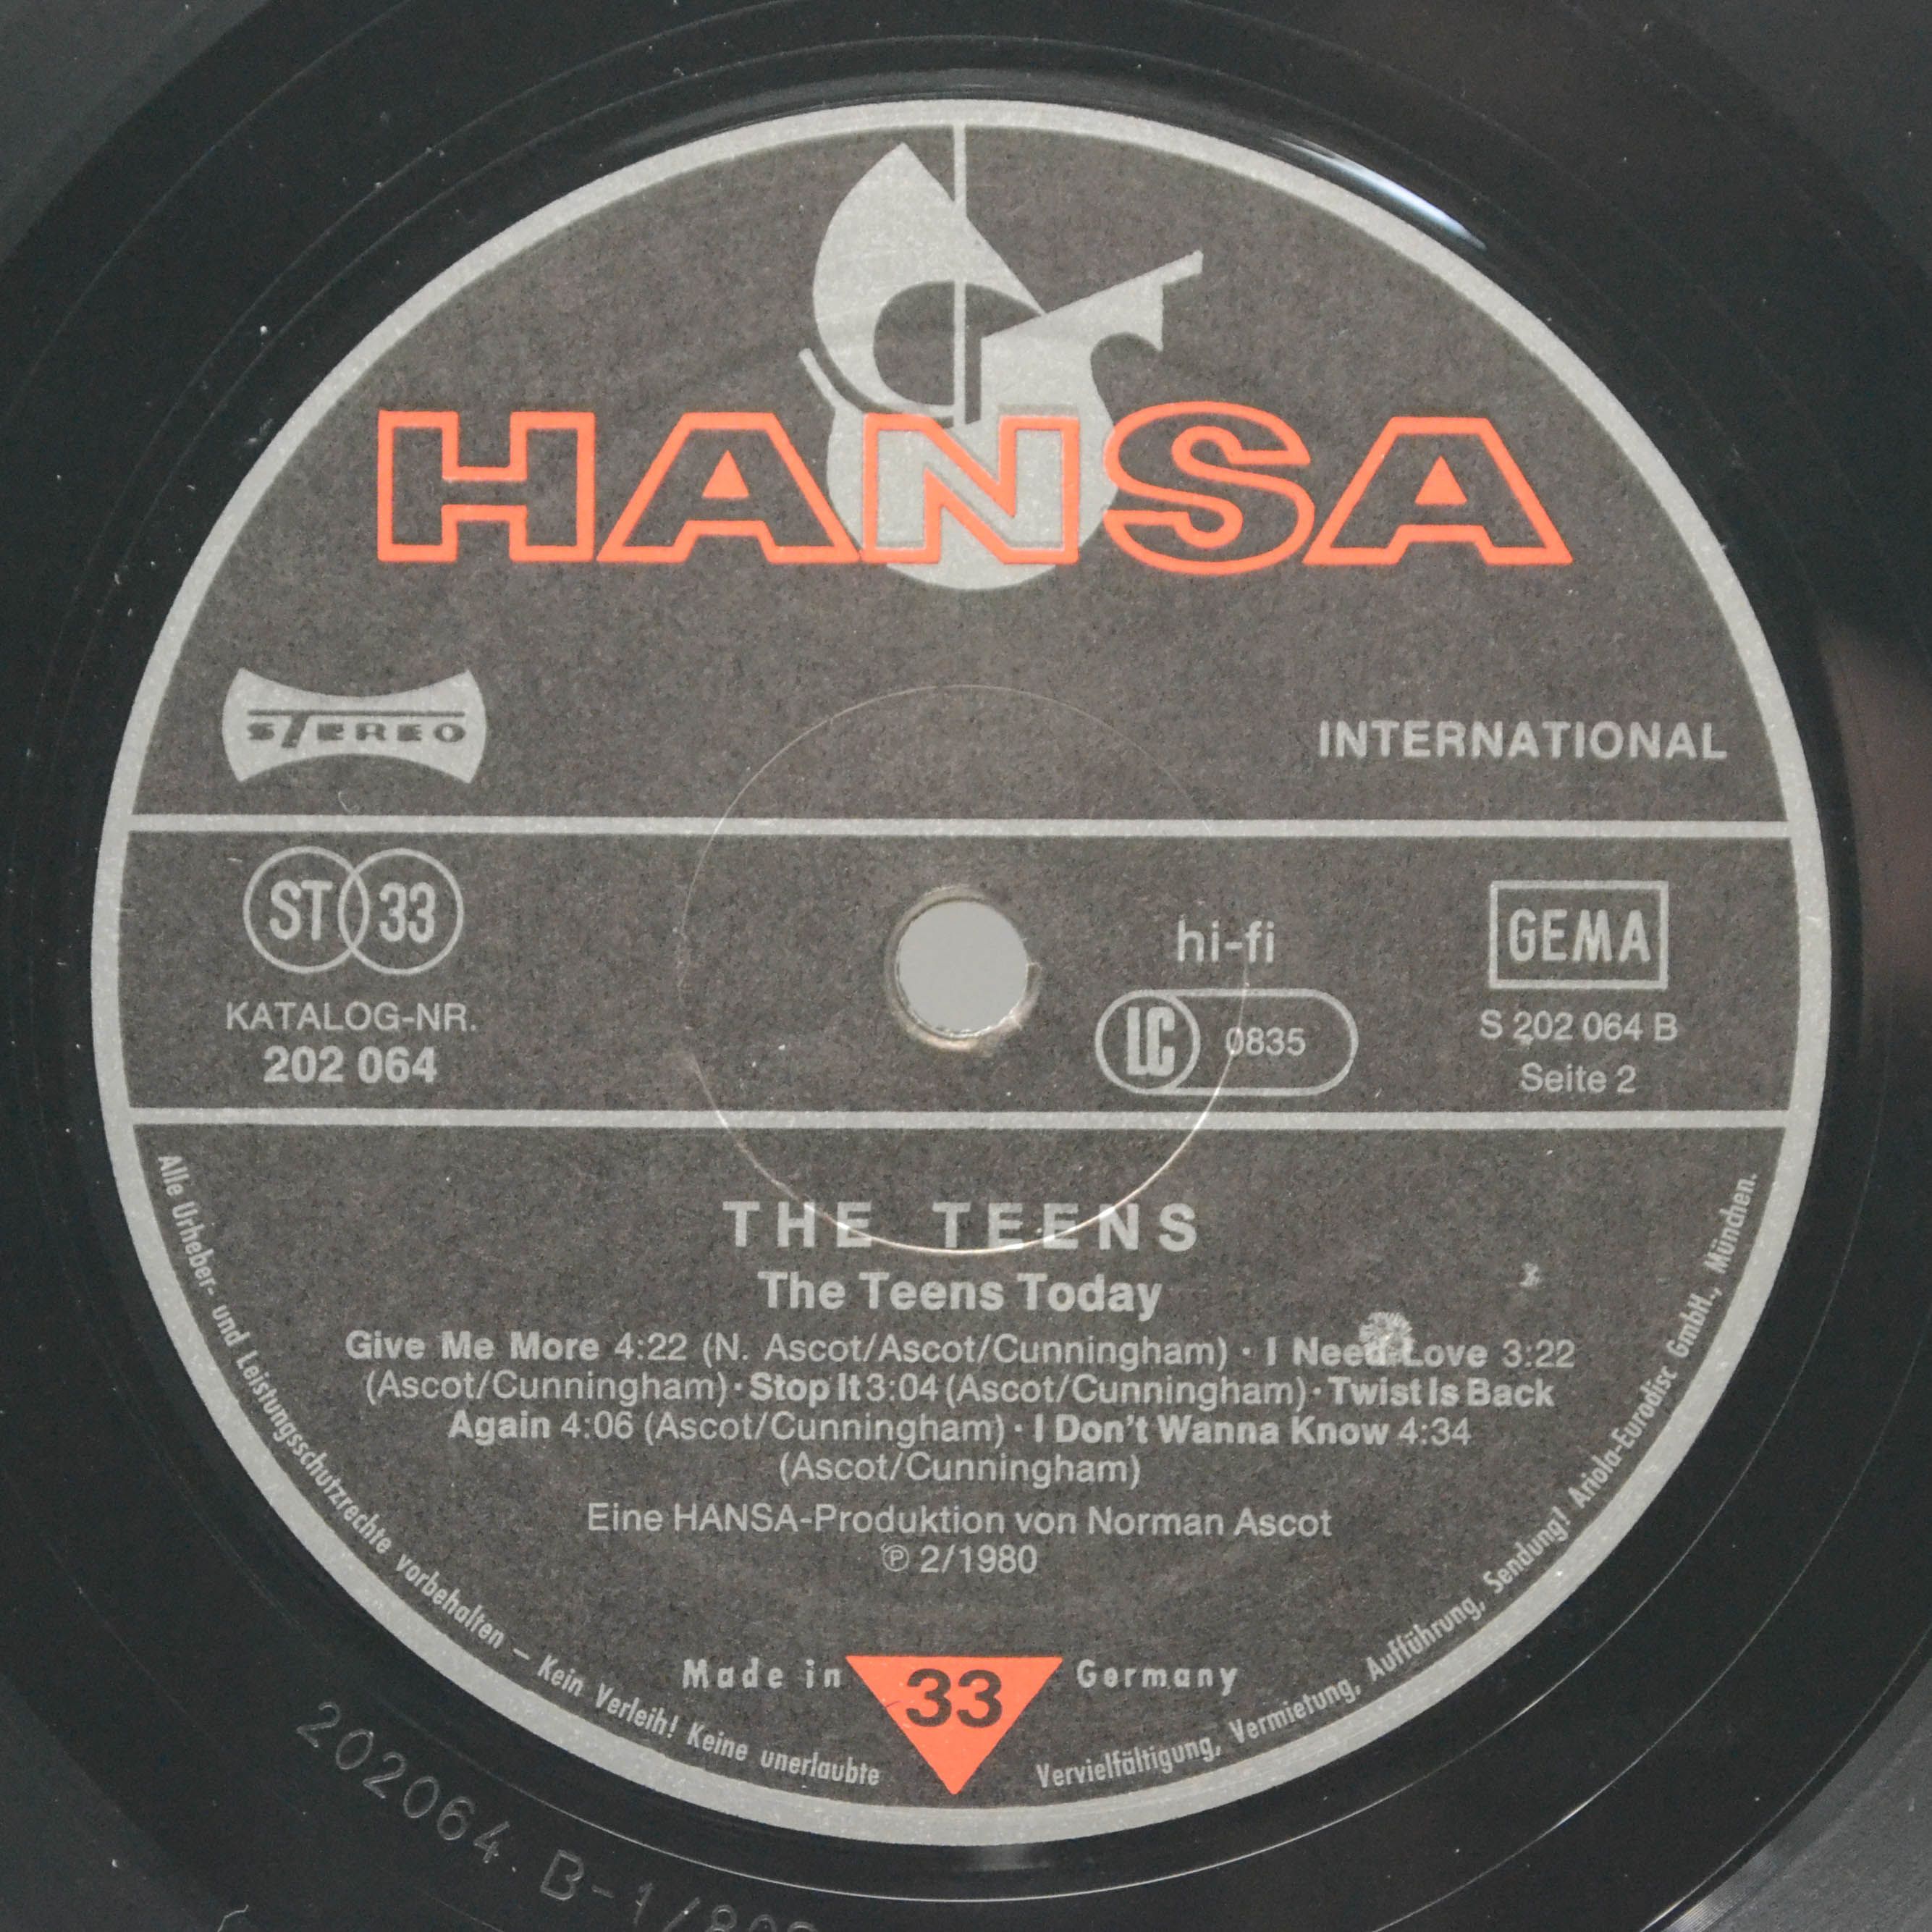 HANSA
STEREO
INTERNATIONAL
ST 33
hi-fi
GEMA
KATALOG-NR.
202 064
LC 0835
S 202 064 B
Seite 2
THE TEENS
The Teens Today
Give Me More 4:22 (N. Ascot/Ascot/Cunningham) · I Need Love 3:22
(Ascot/Cunningham) · Stop It 3:04 (Ascot/Cunningham) · Twist Is Back
Again 4:06 (Ascot/Cunningham) · I Don't Wanna Know 4:34
(Ascot/Cunningham)
Eine HANSA-Produktion von Norman Ascot
℗ 2/1980
Made in 33 Germany
Alle Urheber- und Leistungsschutzrechte vorbehalten – Kein Verleih! Keine unerlaubte Vervielfältigung, Vermietung, Aufführung, Sendung! Ariola-Eurodisc GmbH., München.
202064 B-1/